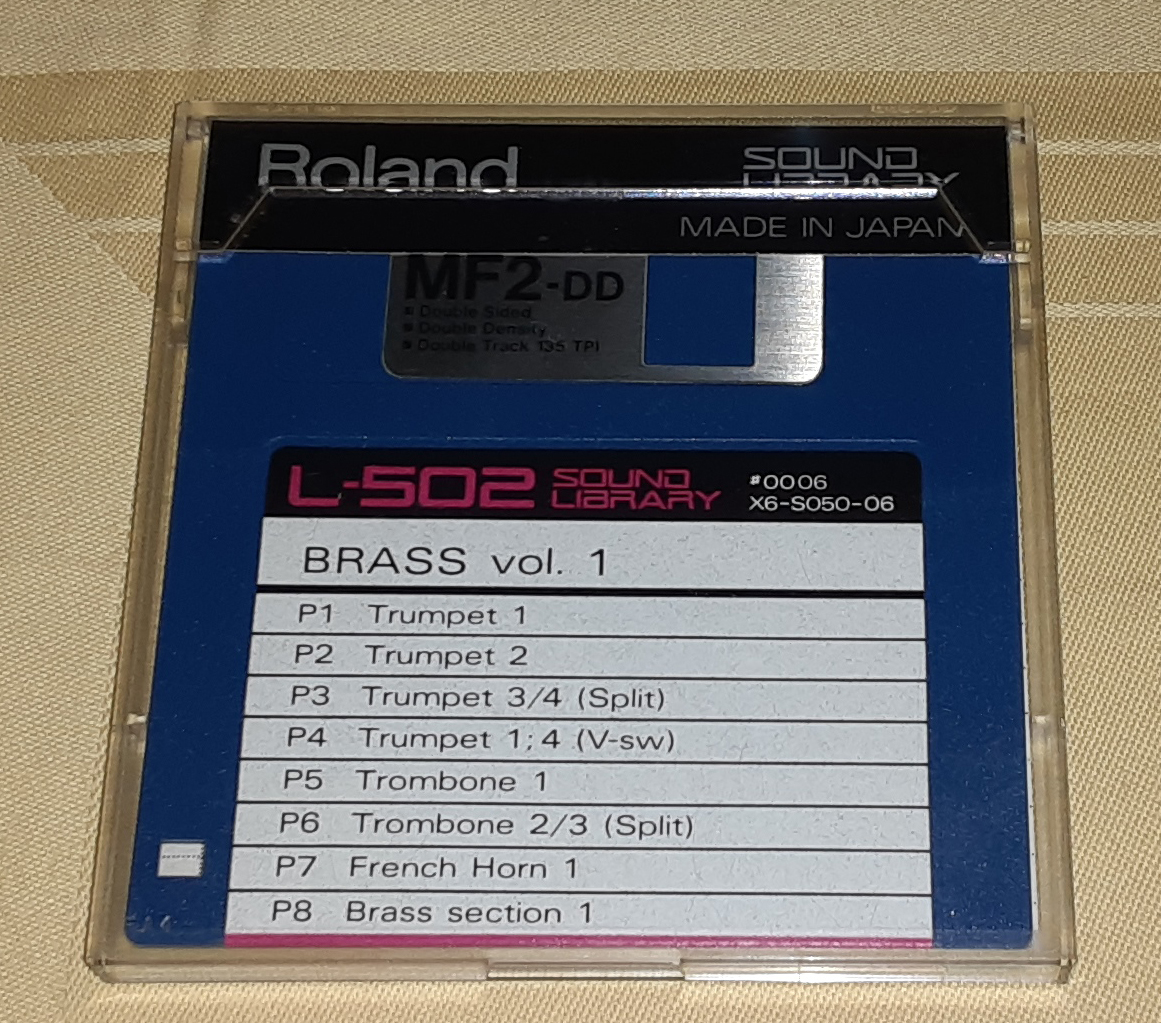 Roland
SOUND
LIBRARY
MADE IN JAPAN
MF2-DD
Double Sided
Double Density
Double Track 135 TPI
L-502 SOUND LIBRARY
#0006
X6-S050-06
BRASS vol. 1
P1 Trumpet 1
P2 Trumpet 2
P3 Trumpet 3/4 (Split)
P4 Trumpet 1;4 (V-sw)
P5 Trombone 1
P6 Trombone 2/3 (Split)
P7 French Horn 1
P8 Brass section 1